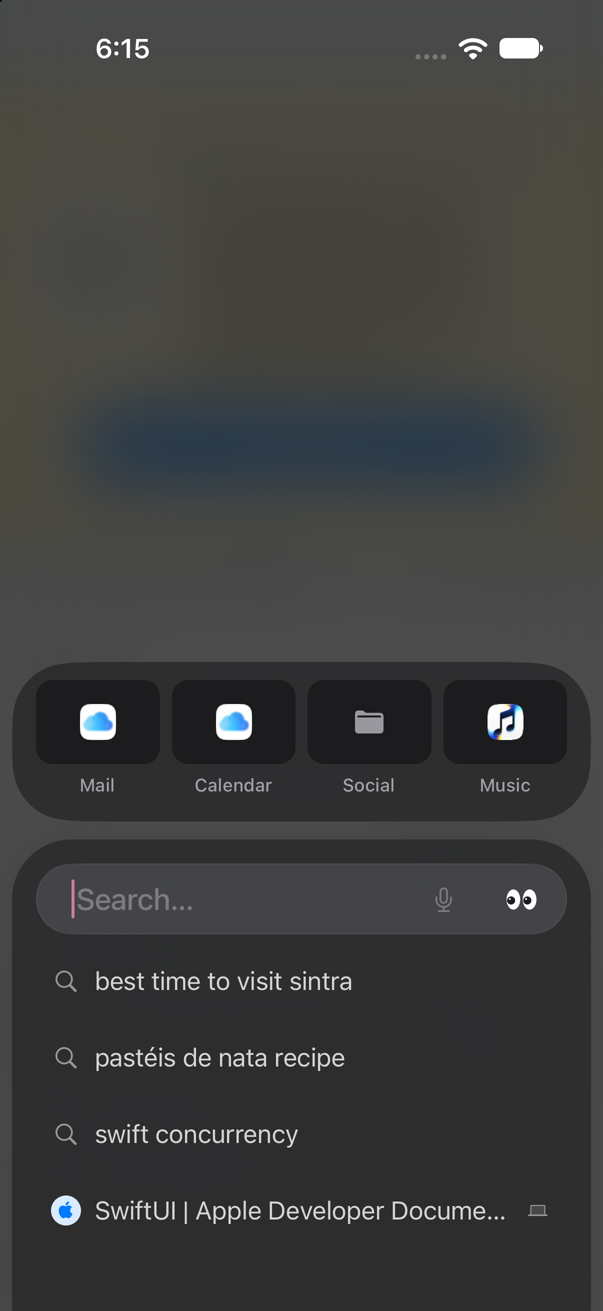 6:15
Mail
Calendar
Social
Music
Search...
best time to visit sintra
pastéis de nata recipe
swift concurrency
SwiftUI | Apple Developer Docume...